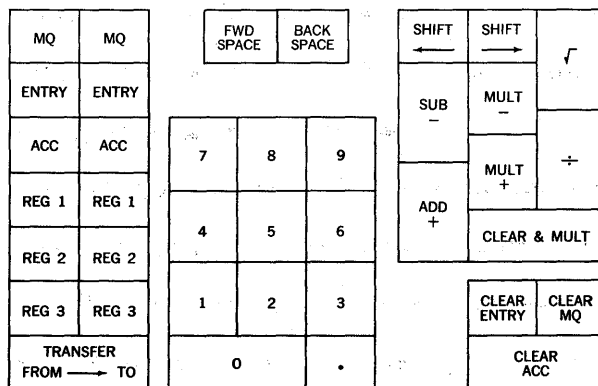 MQ MQ
ENTRY ENTRY
ACC ACC
REG 1 REG 1
REG 2 REG 2
REG 3 REG 3
TRANSFER
FROM → TO
FWD SPACE
BACK SPACE
7 8 9
4 5 6
1 2 3
0 .
SHIFT ←
SHIFT →
√
SUB −
MULT −
ADD +
MULT +
÷
CLEAR & MULT
CLEAR ENTRY
CLEAR MQ
CLEAR ACC